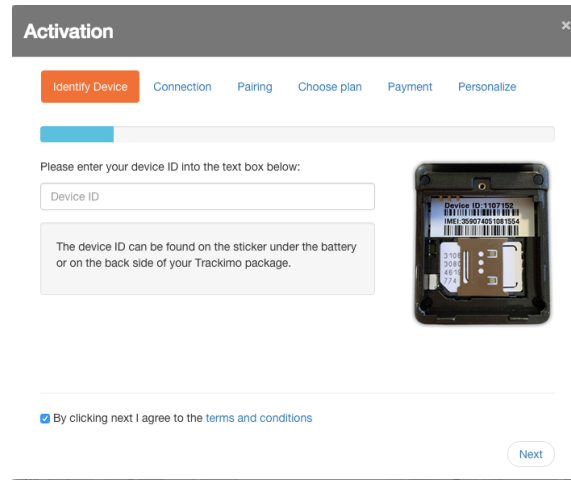 Activation
×
Identify Device
Connection
Pairing
Choose plan
Payment
Personalize
Please enter your device ID into the text box below:
Device ID
The device ID can be found on the sticker under the battery
or on the back side of your Trackimo package.
Device ID:1107152
IMEI:359074051081554
3106
774
By clicking next I agree to the terms and conditions
Next